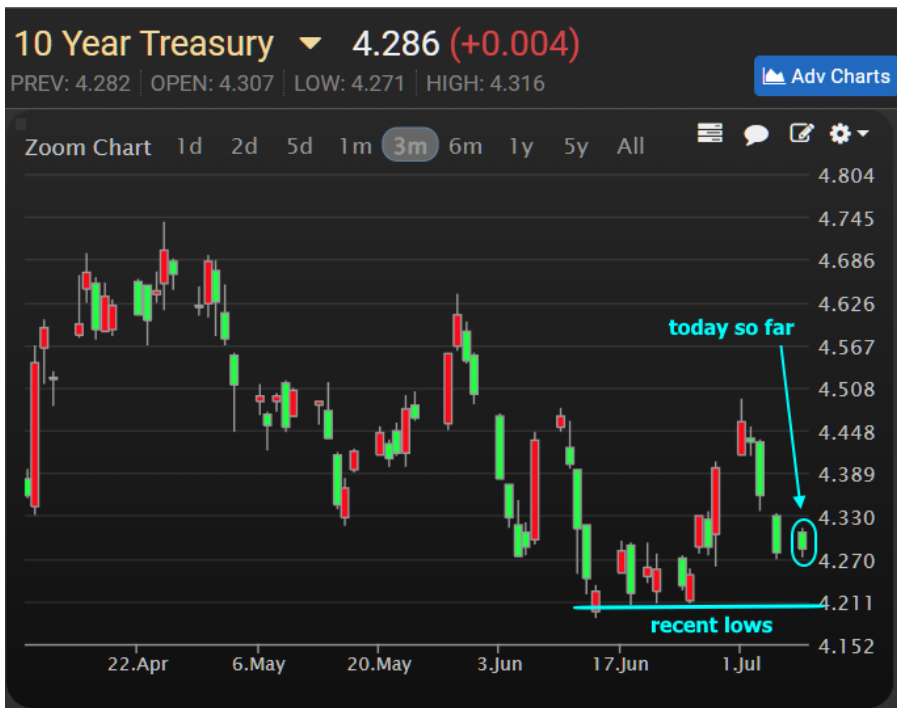 10 Year Treasury 4.286 (+0.004)
PREV: 4.282 OPEN: 4.307 LOW: 4.271 HIGH: 4.316
Adv Charts
Zoom Chart 1d 2d 5d 1m 3m 6m 1y 5y All
4.804
4.745
4.686
4.626
today so far
4.567
4.508
4.448
4.389
4.330
4.270
4.211
recent lows
4.152
22.Apr 6.May 20.May 3.Jun 17.Jun 1.Jul